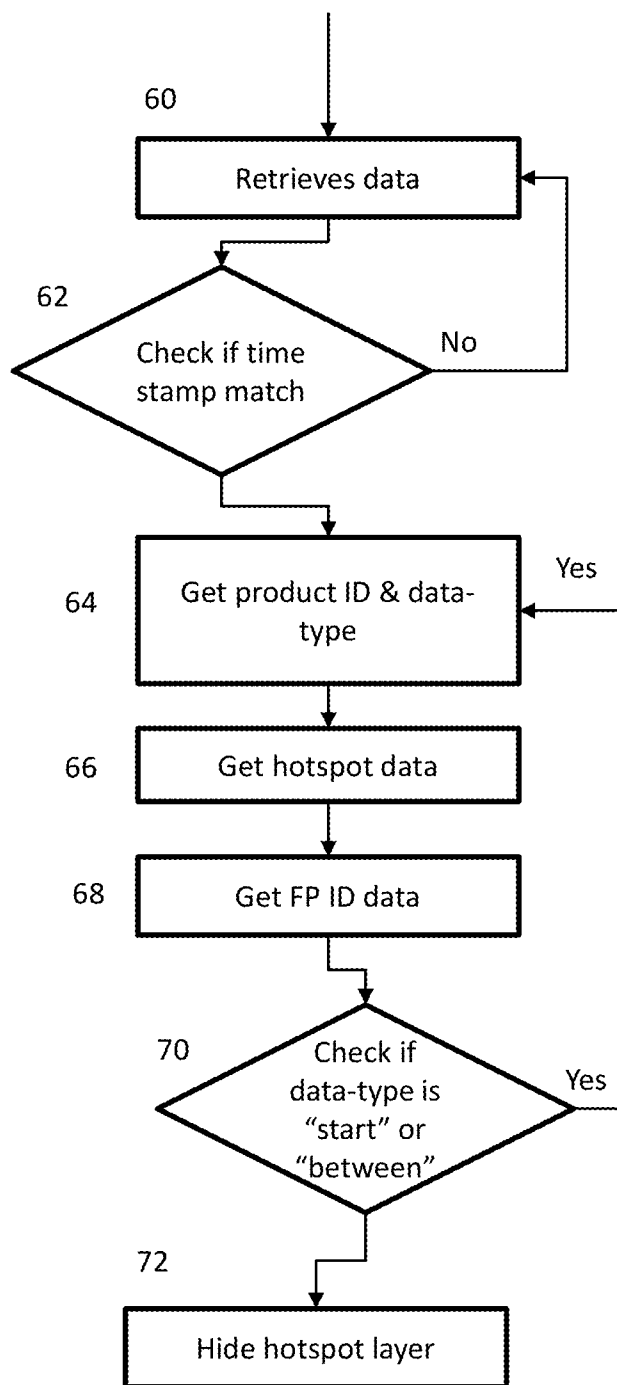 60
Retrieves data
62
Check if time
stamp match
No
64
Get product ID & data-
type
Yes
66
Get hotspot data
68
Get FP ID data
70
Check if
data-type is
“start” or
“between”
Yes
72
Hide hotspot layer